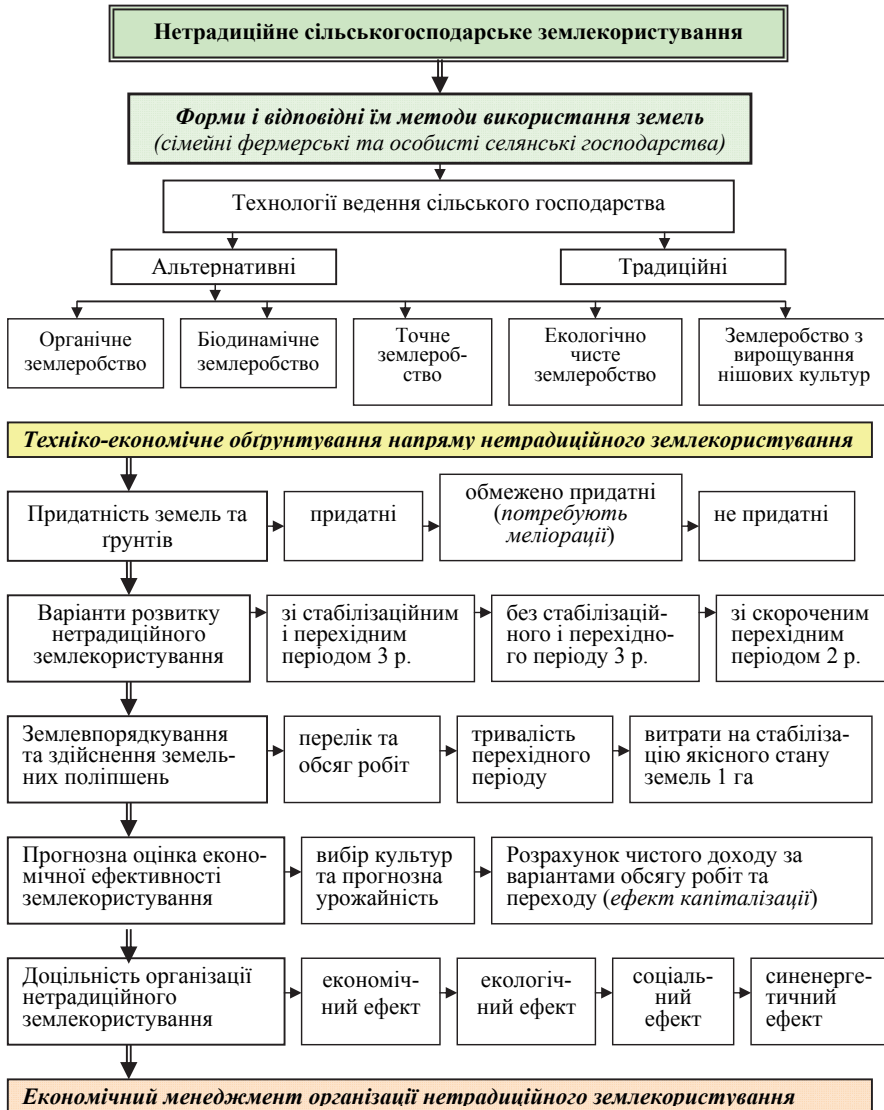 Нетрадиційне сільськогосподарське землекористування
Форми і відповідні їм методи використання земель
(сімейні фермерські та особисті селянські господарства)
Технології ведення сільського господарства
Альтернативні
Традиційні
Органічне
землеробство
Біодинамічне
землеробство
Точне
землероб-
ство
Екологічно
чисте
землеробство
Землеробство з
вирощування
нішових культур
Техніко-економічне обґрунтування напряму нетрадиційного землекористування
Придатність земель та
ґрунтів
придатні
обмежено придатні
(потребують
меліорації)
не придатні
Варіанти розвитку
нетрадиційного
землекористування
зі стабілізаційним
і перехідним
періодом 3 р.
без стабілізацій-
ного і перехідно-
го періоду 3 р.
зі скороченим
перехідним
періодом 2 р.
Землевпорядкування
та здійснення земель-
них поліпшень
перелік та
обсяг робіт
тривалість
перехідного
періоду
витрати на стабіліза-
цію якісного стану
земель 1 га
Прогнозна оцінка еконо-
мічної ефективності
землекористування
вибір культур
та прогнозна
урожайність
Розрахунок чистого доходу за
варіантами обсягу робіт та
переходу (ефект капіталізації)
Доцільність організації
нетрадиційного
землекористування
економіч-
ний ефект
екологіч-
ний ефект
соціаль-
ний
ефект
синенерге-
тичний
ефект
Економічний менеджмент організації нетрадиційного землекористування